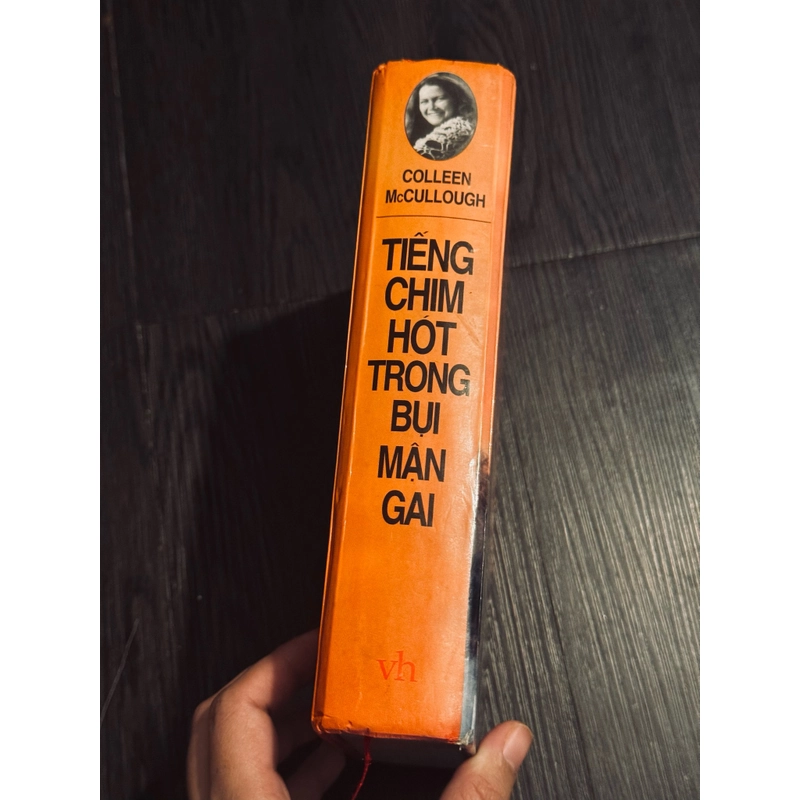 COLLEEN
McCULLOUGH
TIẾNG
CHIM
HÓT
TRONG
BỤI
MẬN
GAI
vh